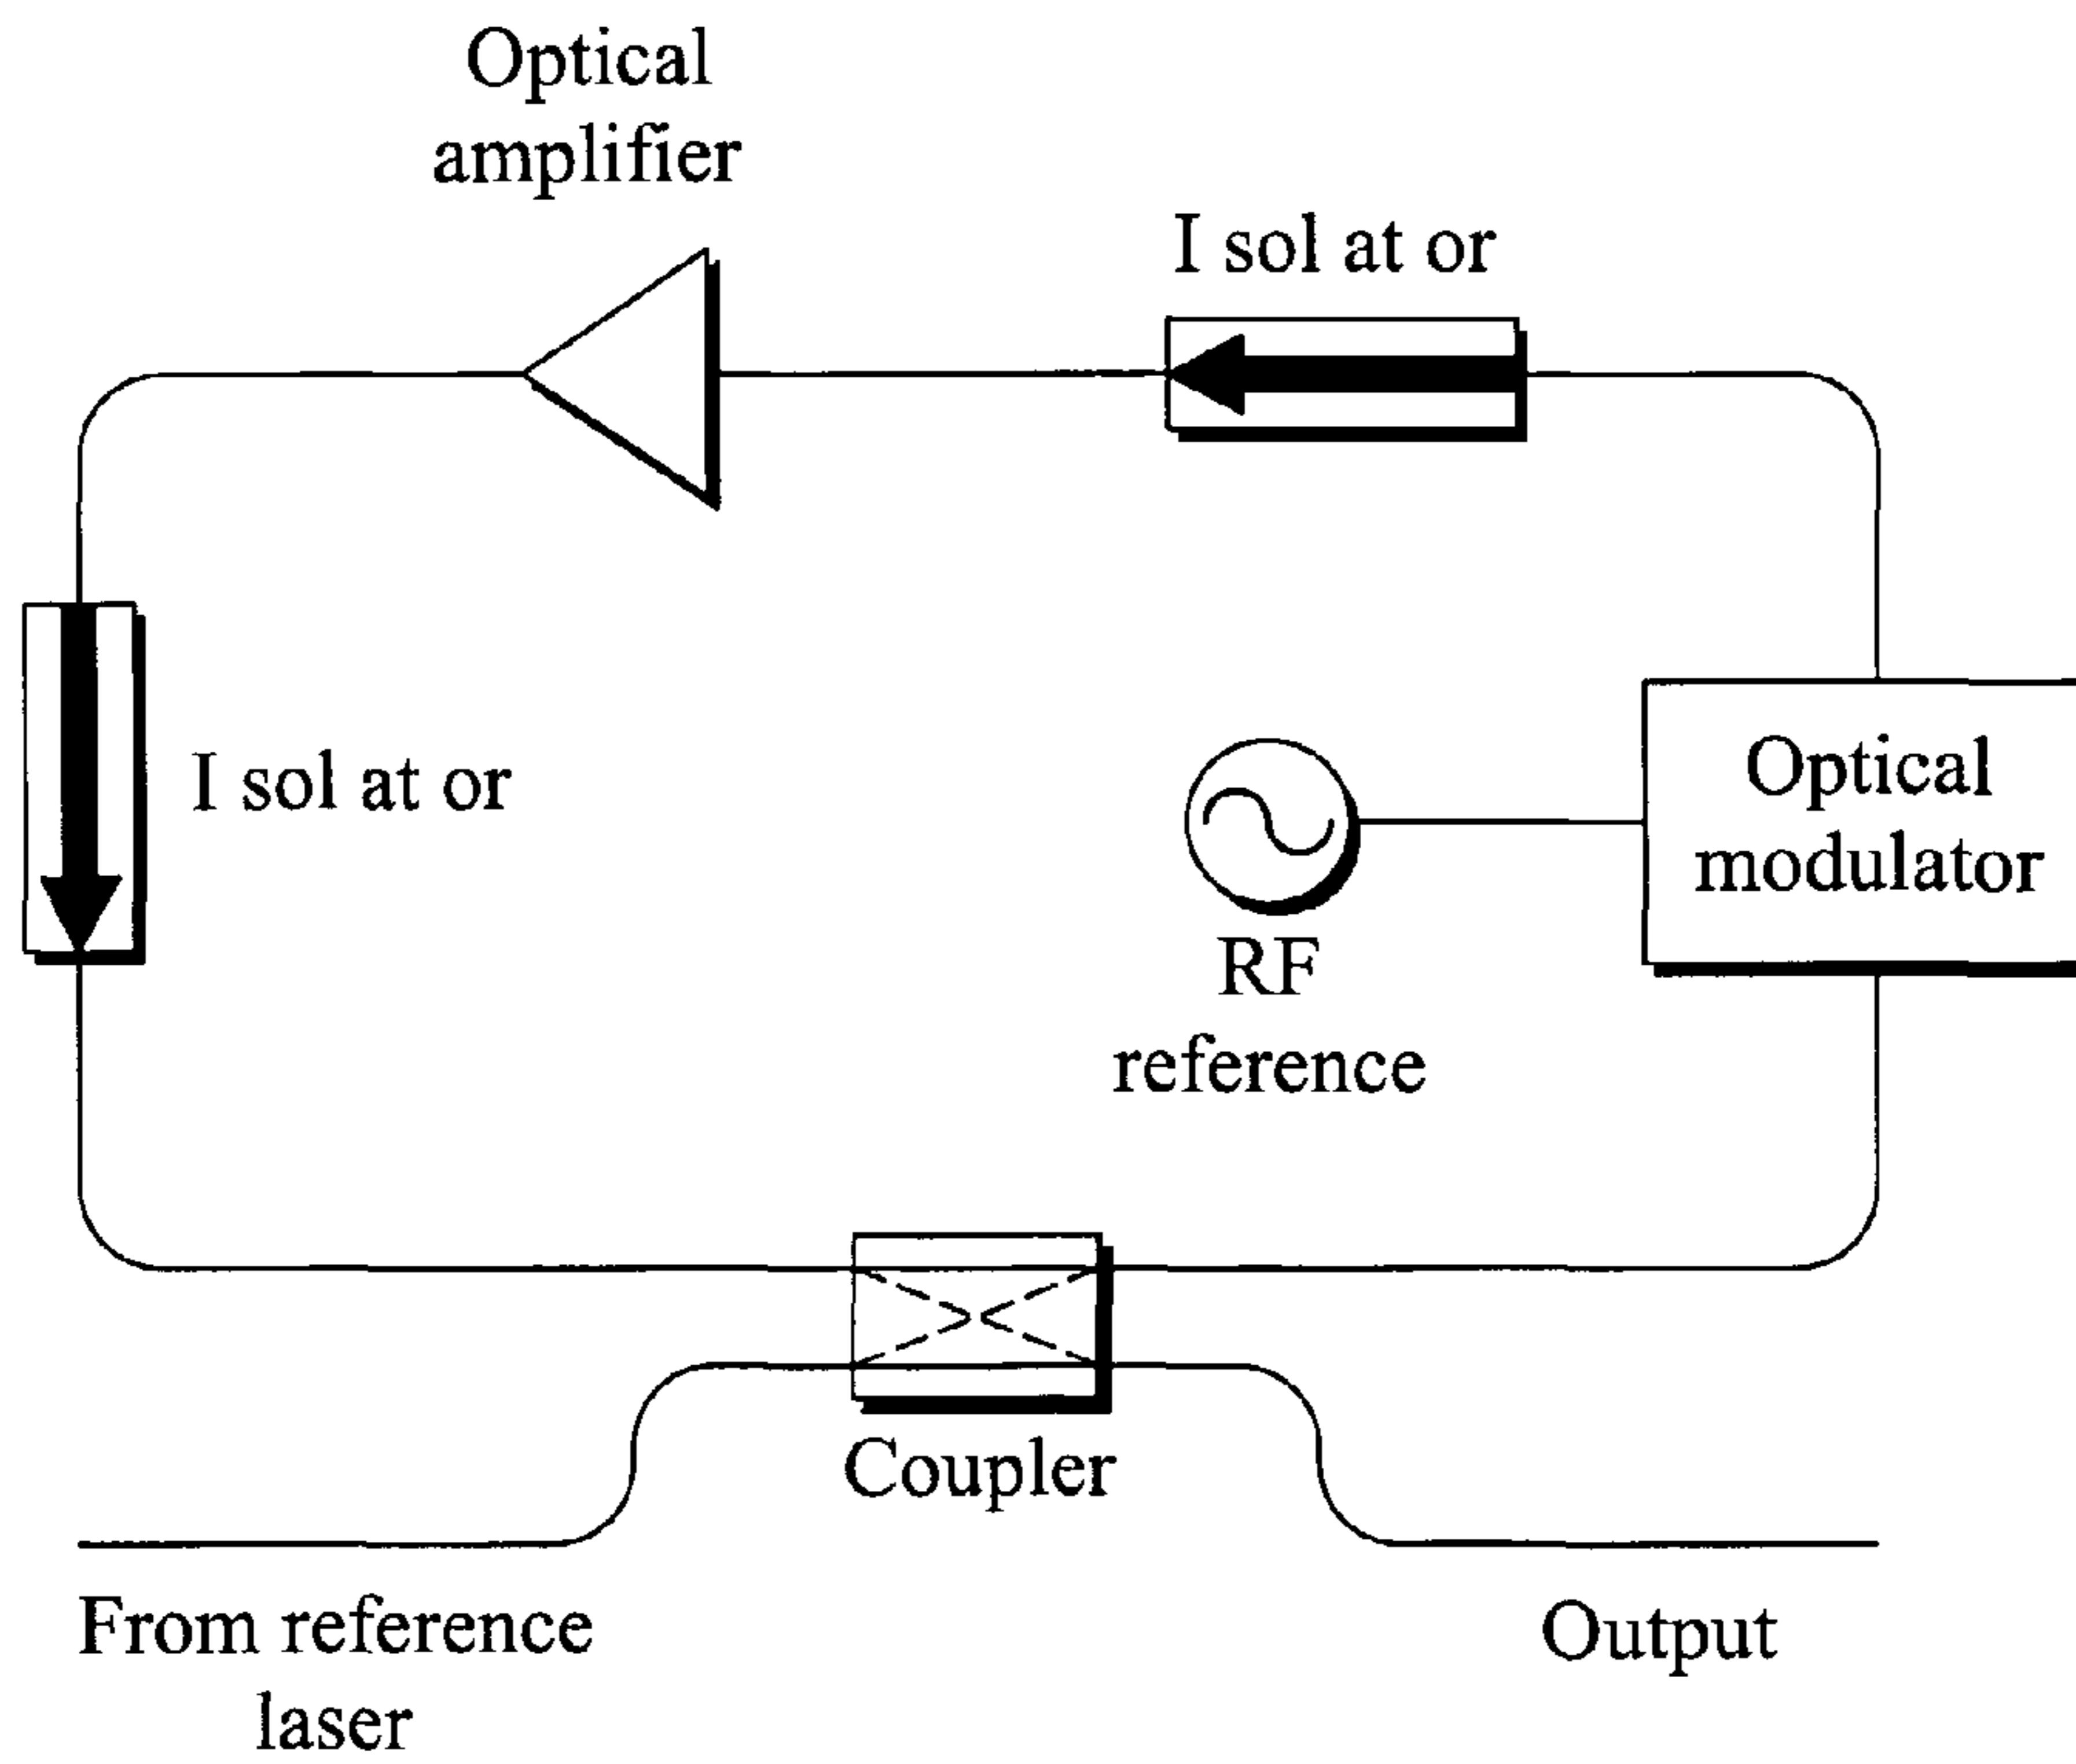 Optical
amplifier
I sol at or
I sol at or
Optical
modulator
RF
reference
Coupler
From reference
laser
Output